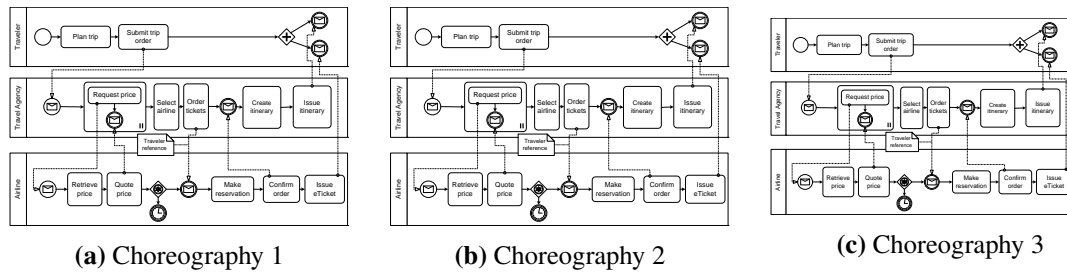 Traveler
Plan trip
Submit trip
order
Travel Agency
Request price
Select
airline
Order
tickets
Create
itinerary
Issue
itinerary
Traveler
reference
Airline
Retrieve
price
Quote
price
Make
reservation
Confirm
order
Issue
eTicket
(a) Choreography 1
Traveler
Plan trip
Submit trip
order
Travel Agency
Request price
Select
airline
Order
tickets
Create
itinerary
Issue
itinerary
Traveler
reference
Airline
Retrieve
price
Quote
price
Make
reservation
Confirm
order
Issue
eTicket
(b) Choreography 2
Traveler
Plan trip
Submit trip
order
Travel Agency
Request price
Select
airline
Order
tickets
Create
itinerary
Issue
itinerary
Traveler
reference
Airline
Retrieve
price
Quote
price
Make
reservation
Confirm
order
Issue
eTicket
(c) Choreography 3